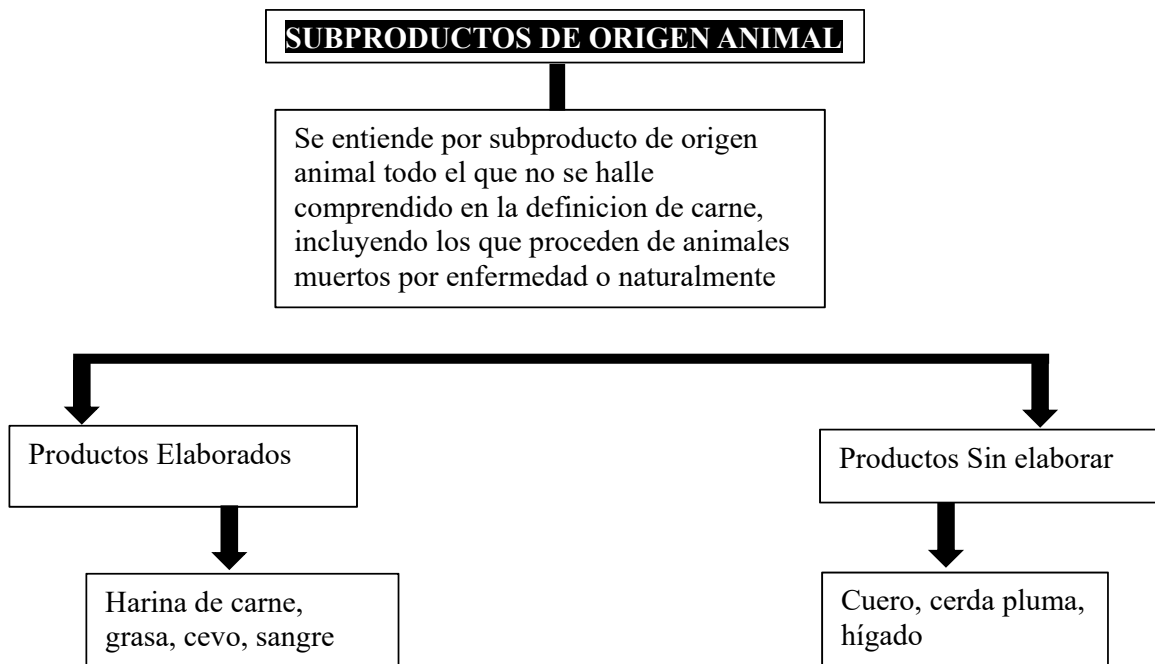 SUBPRODUCTOS DE ORIGEN ANIMAL
Se entiende por subproducto de origen
animal todo el que no se halle
comprendido en la definicion de carne,
incluyendo los que proceden de animales
muertos por enfermedad o naturalmente
Productos Elaborados
Productos Sin elaborar
Harina de carne,
grasa, cevo, sangre
Cuero, cerda pluma,
hígado